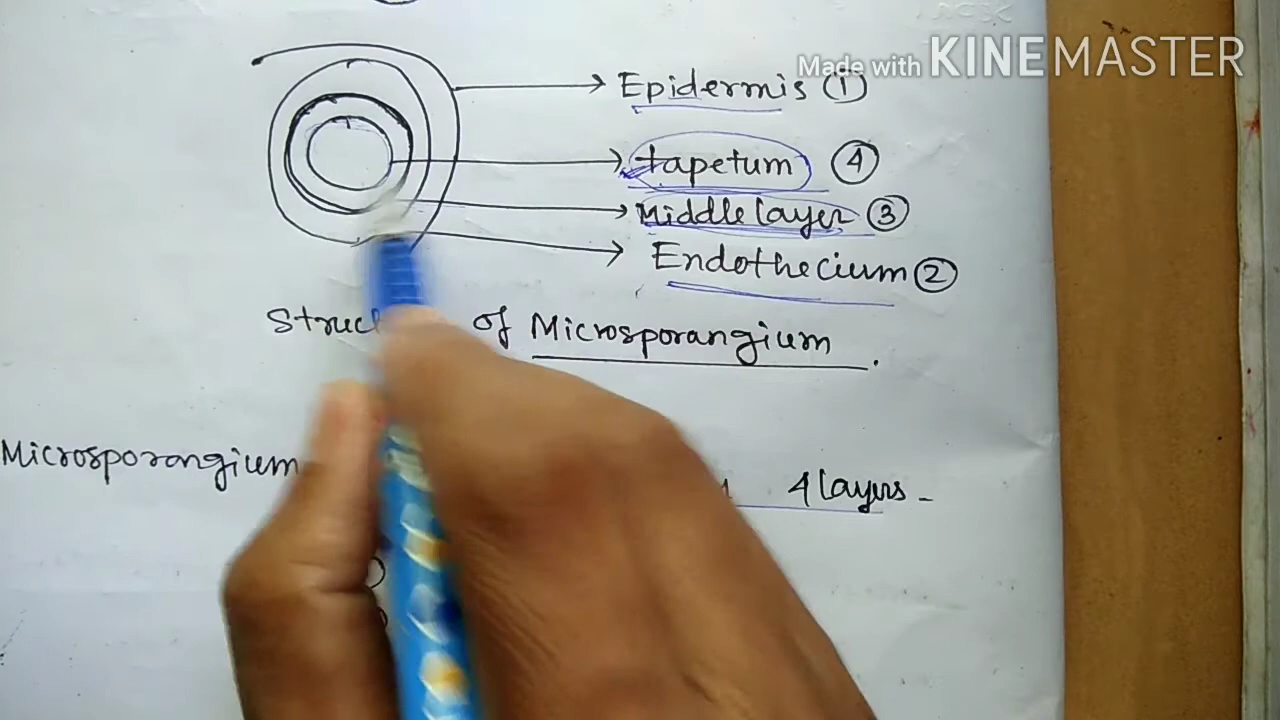 Made with KINEMASTER
Epidermis ①
tapetum ④
Middle layer ③
Endothecium ②
of Microsporangium.
Microsporangium
4 layers -